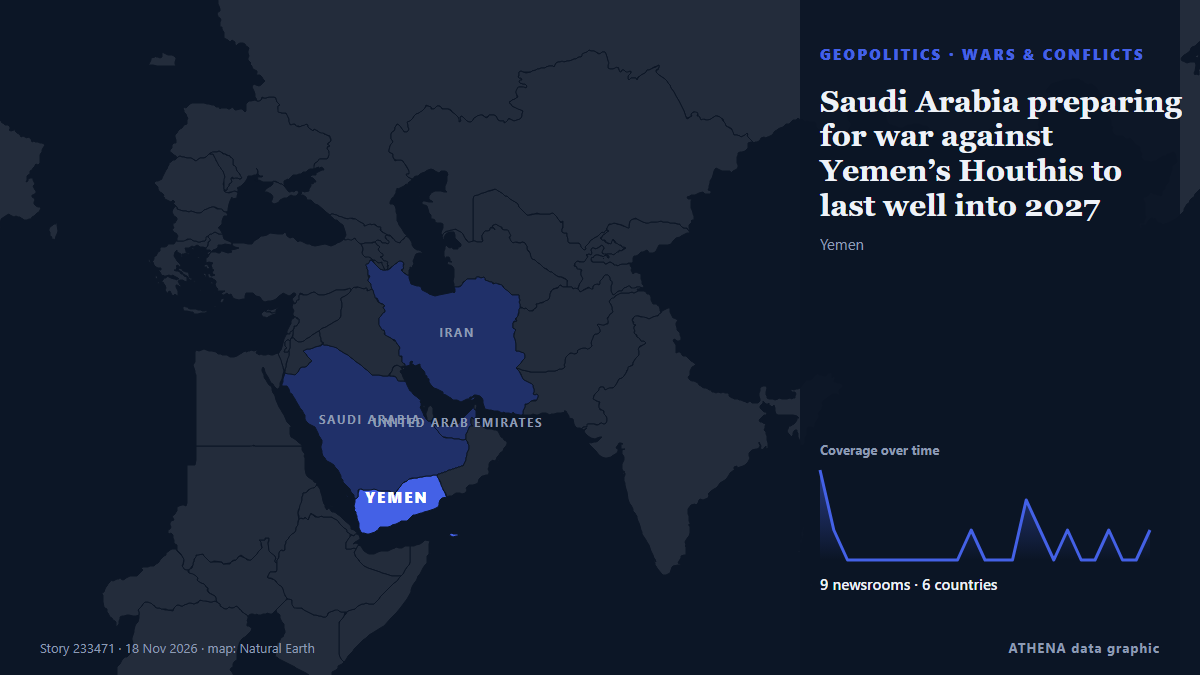 GEOPOLITICS · WARS & CONFLICTS
Saudi Arabia preparing
for war against
Yemen’s Houthis to
last well into 2027
Yemen
IRAN
SAUDI ARABIA
UNITED ARAB EMIRATES
YEMEN
Coverage over time
9 newsrooms · 6 countries
Story 233471 · 18 Nov 2026 · map: Natural Earth
ATHENA data graphic